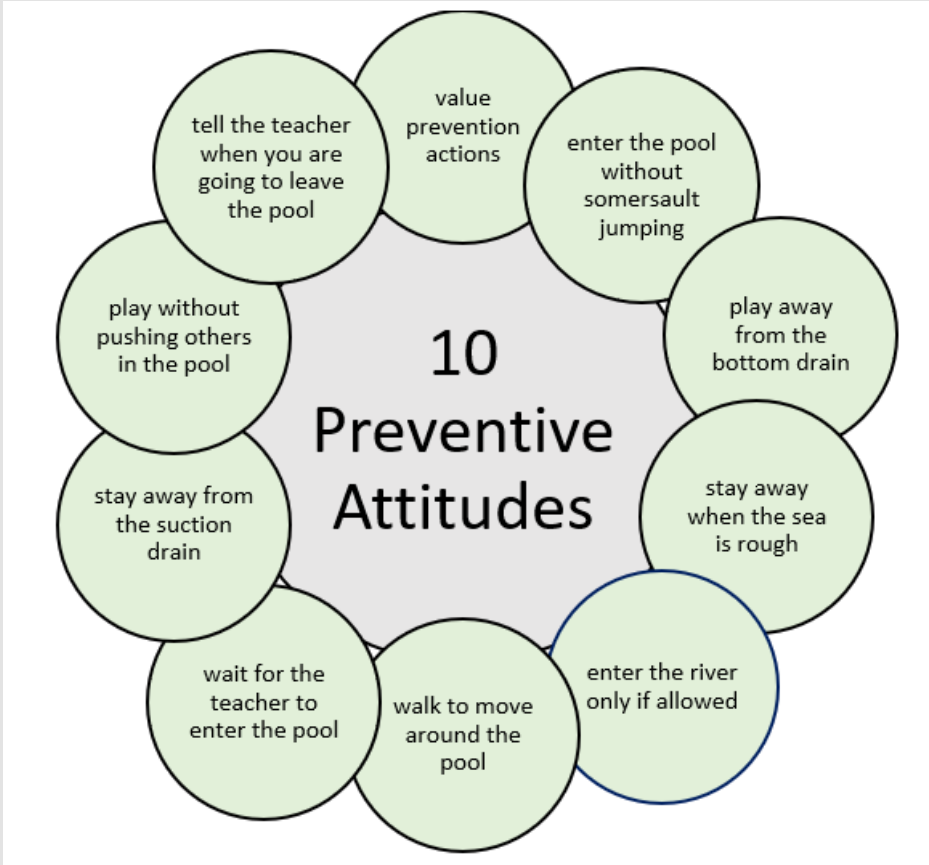 10
Preventive
Attitudes
value
prevention
actions
enter the pool
without
somersault
jumping
play away
from the
bottom drain
stay away
when the sea
is rough
enter the river
only if allowed
walk to move
around the
pool
wait for the
teacher to
enter the pool
stay away from
the suction
drain
play without
pushing others
in the pool
tell the teacher
when you are
going to leave
the pool